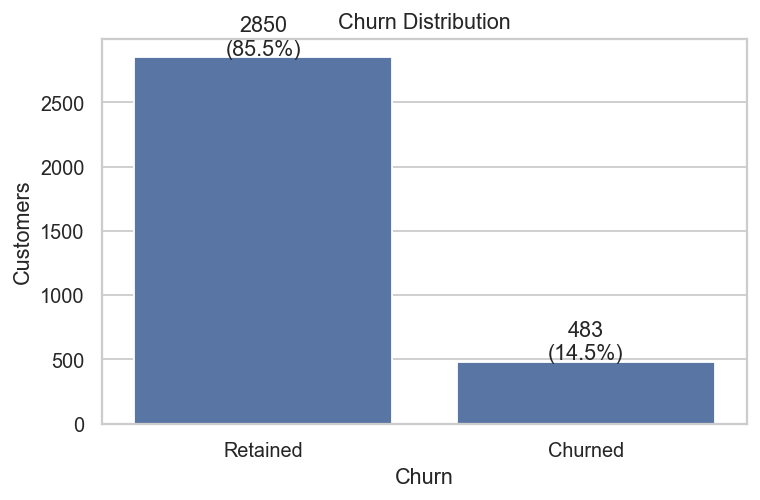 Churn Distribution
2850
(85.5%)
483
(14.5%)
Customers
2500
2000
1500
1000
500
0
Retained
Churned
Churn